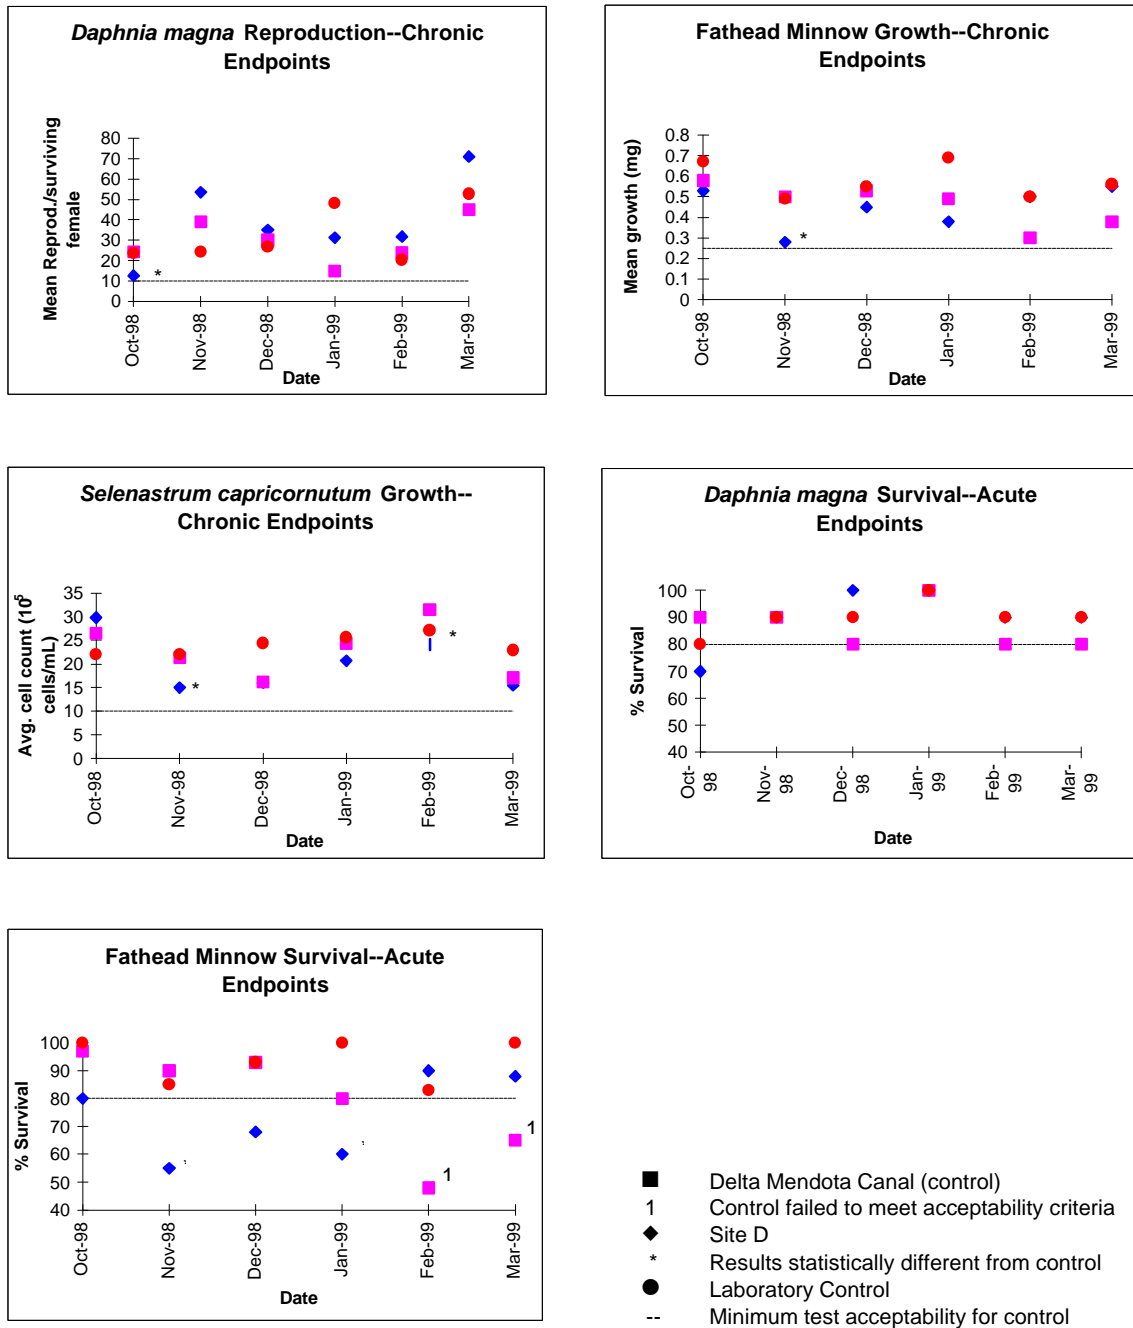 Daphnia magna Reproduction--Chronic
Endpoints
Mean Reprod./surviving
female
80
70
60
50
40
30
20
10
0
*
Oct-98
Nov-98
Dec-98
Jan-99
Feb-99
Mar-99
Date
Fathead Minnow Growth--Chronic
Endpoints
Mean growth (mg)
0.8
0.7
0.6
0.5
0.4
0.3
0.2
0.1
0
*
Oct-98
Nov-98
Dec-98
Jan-99
Feb-99
Mar-99
Date
Selenastrum capricornutum Growth--
Chronic Endpoints
Avg. cell count (10⁵
cells/mL)
35
30
25
20
15
10
5
0
*
*
Oct-98
Nov-98
Dec-98
Jan-99
Feb-99
Mar-99
Date
Daphnia magna Survival--Acute
Endpoints
% Survival
100
90
80
70
60
50
40
Oct-
98
Nov-
98
Dec-
98
Jan-
99
Feb-
99
Mar-
99
Date
Fathead Minnow Survival--Acute
Endpoints
% Survival
100
90
80
70
60
50
40
1
1
Oct-98
Nov-98
Dec-98
Jan-99
Feb-99
Mar-99
Date
Delta Mendota Canal (control)
1 Control failed to meet acceptability criteria
Site D
* Results statistically different from control
Laboratory Control
-- Minimum test acceptability for control